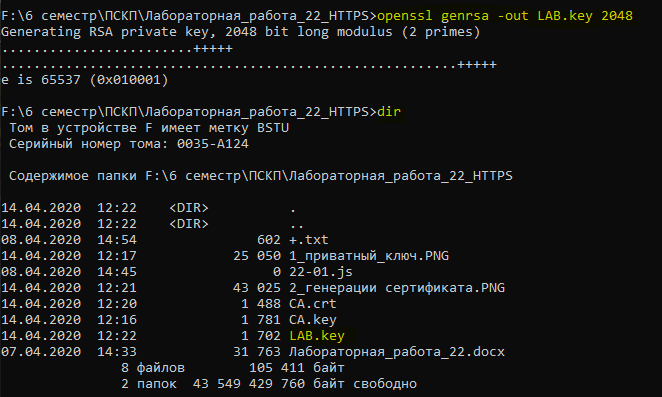 F:\6 семестр\ПСКП\Лабораторная_работа_22_HTTPS>openssl genrsa -out LAB.key 2048
Generating RSA private key, 2048 bit long modulus (2 primes)
........................+++++
.........................................................+++++
e is 65537 (0x010001)
F:\6 семестр\ПСКП\Лабораторная_работа_22_HTTPS>dir
Том в устройстве F имеет метку BSTU
Серийный номер тома: 0035-A124
Содержимое папки F:\6 семестр\ПСКП\Лабораторная_работа_22_HTTPS
14.04.2020  12:22    <DIR>          .
14.04.2020  12:22    <DIR>          ..
08.04.2020  14:54               602 +.txt
14.04.2020  12:17            25 050 1_приватный_ключ.PNG
08.04.2020  14:45                 0 22-01.js
14.04.2020  12:21            43 025 2_генерации сертификата.PNG
14.04.2020  12:20             1 488 CA.crt
14.04.2020  12:16             1 781 CA.key
14.04.2020  12:22             1 702 LAB.key
07.04.2020  14:33            31 763 Лабораторная_работа_22.docx
8 файлов        105 411 байт
2 папок  43 549 429 760 байт свободно